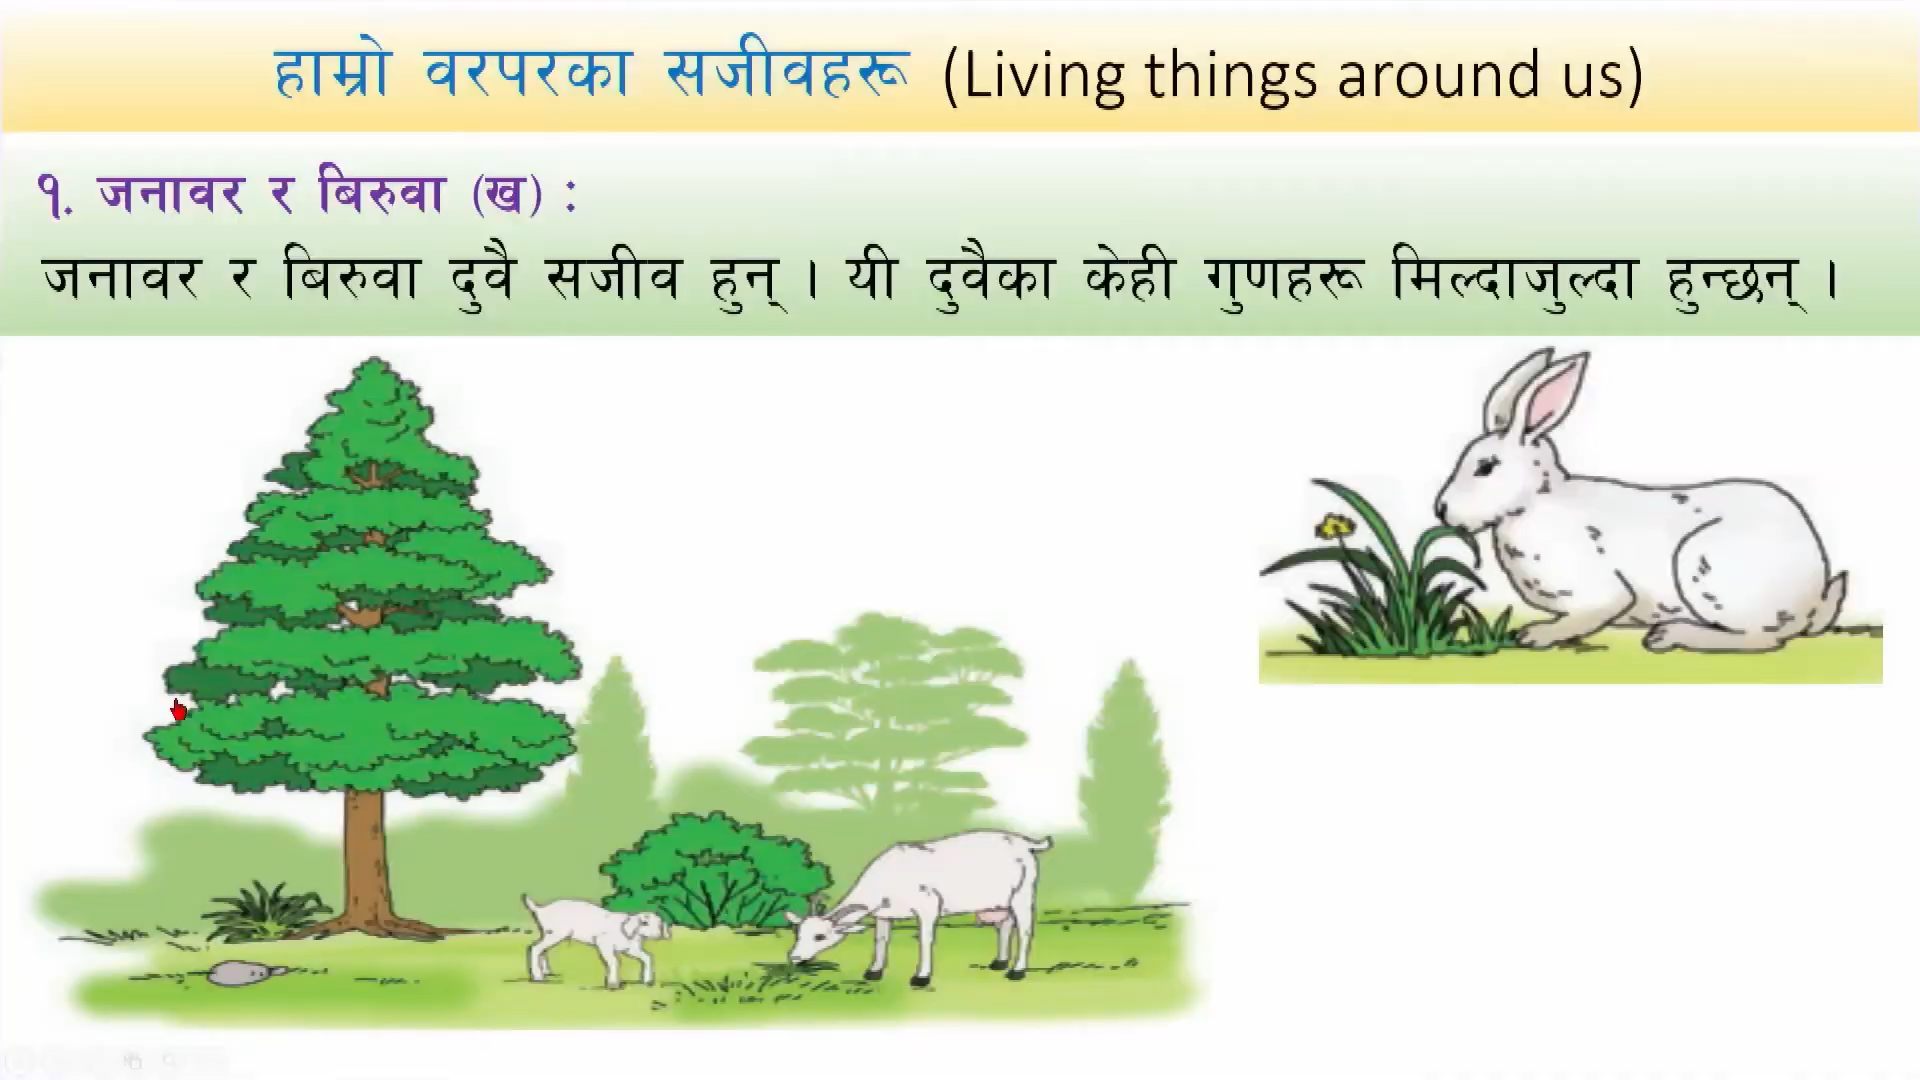 हाम्रो वरपरका सजीवहरू (Living things around us)
१. जनावर र बिरुवा (ख) :
जनावर र बिरुवा दुवै सजीव हुन् । यी दुवैका केही गुणहरू मिल्दाजुल्दा हुन्छन् ।